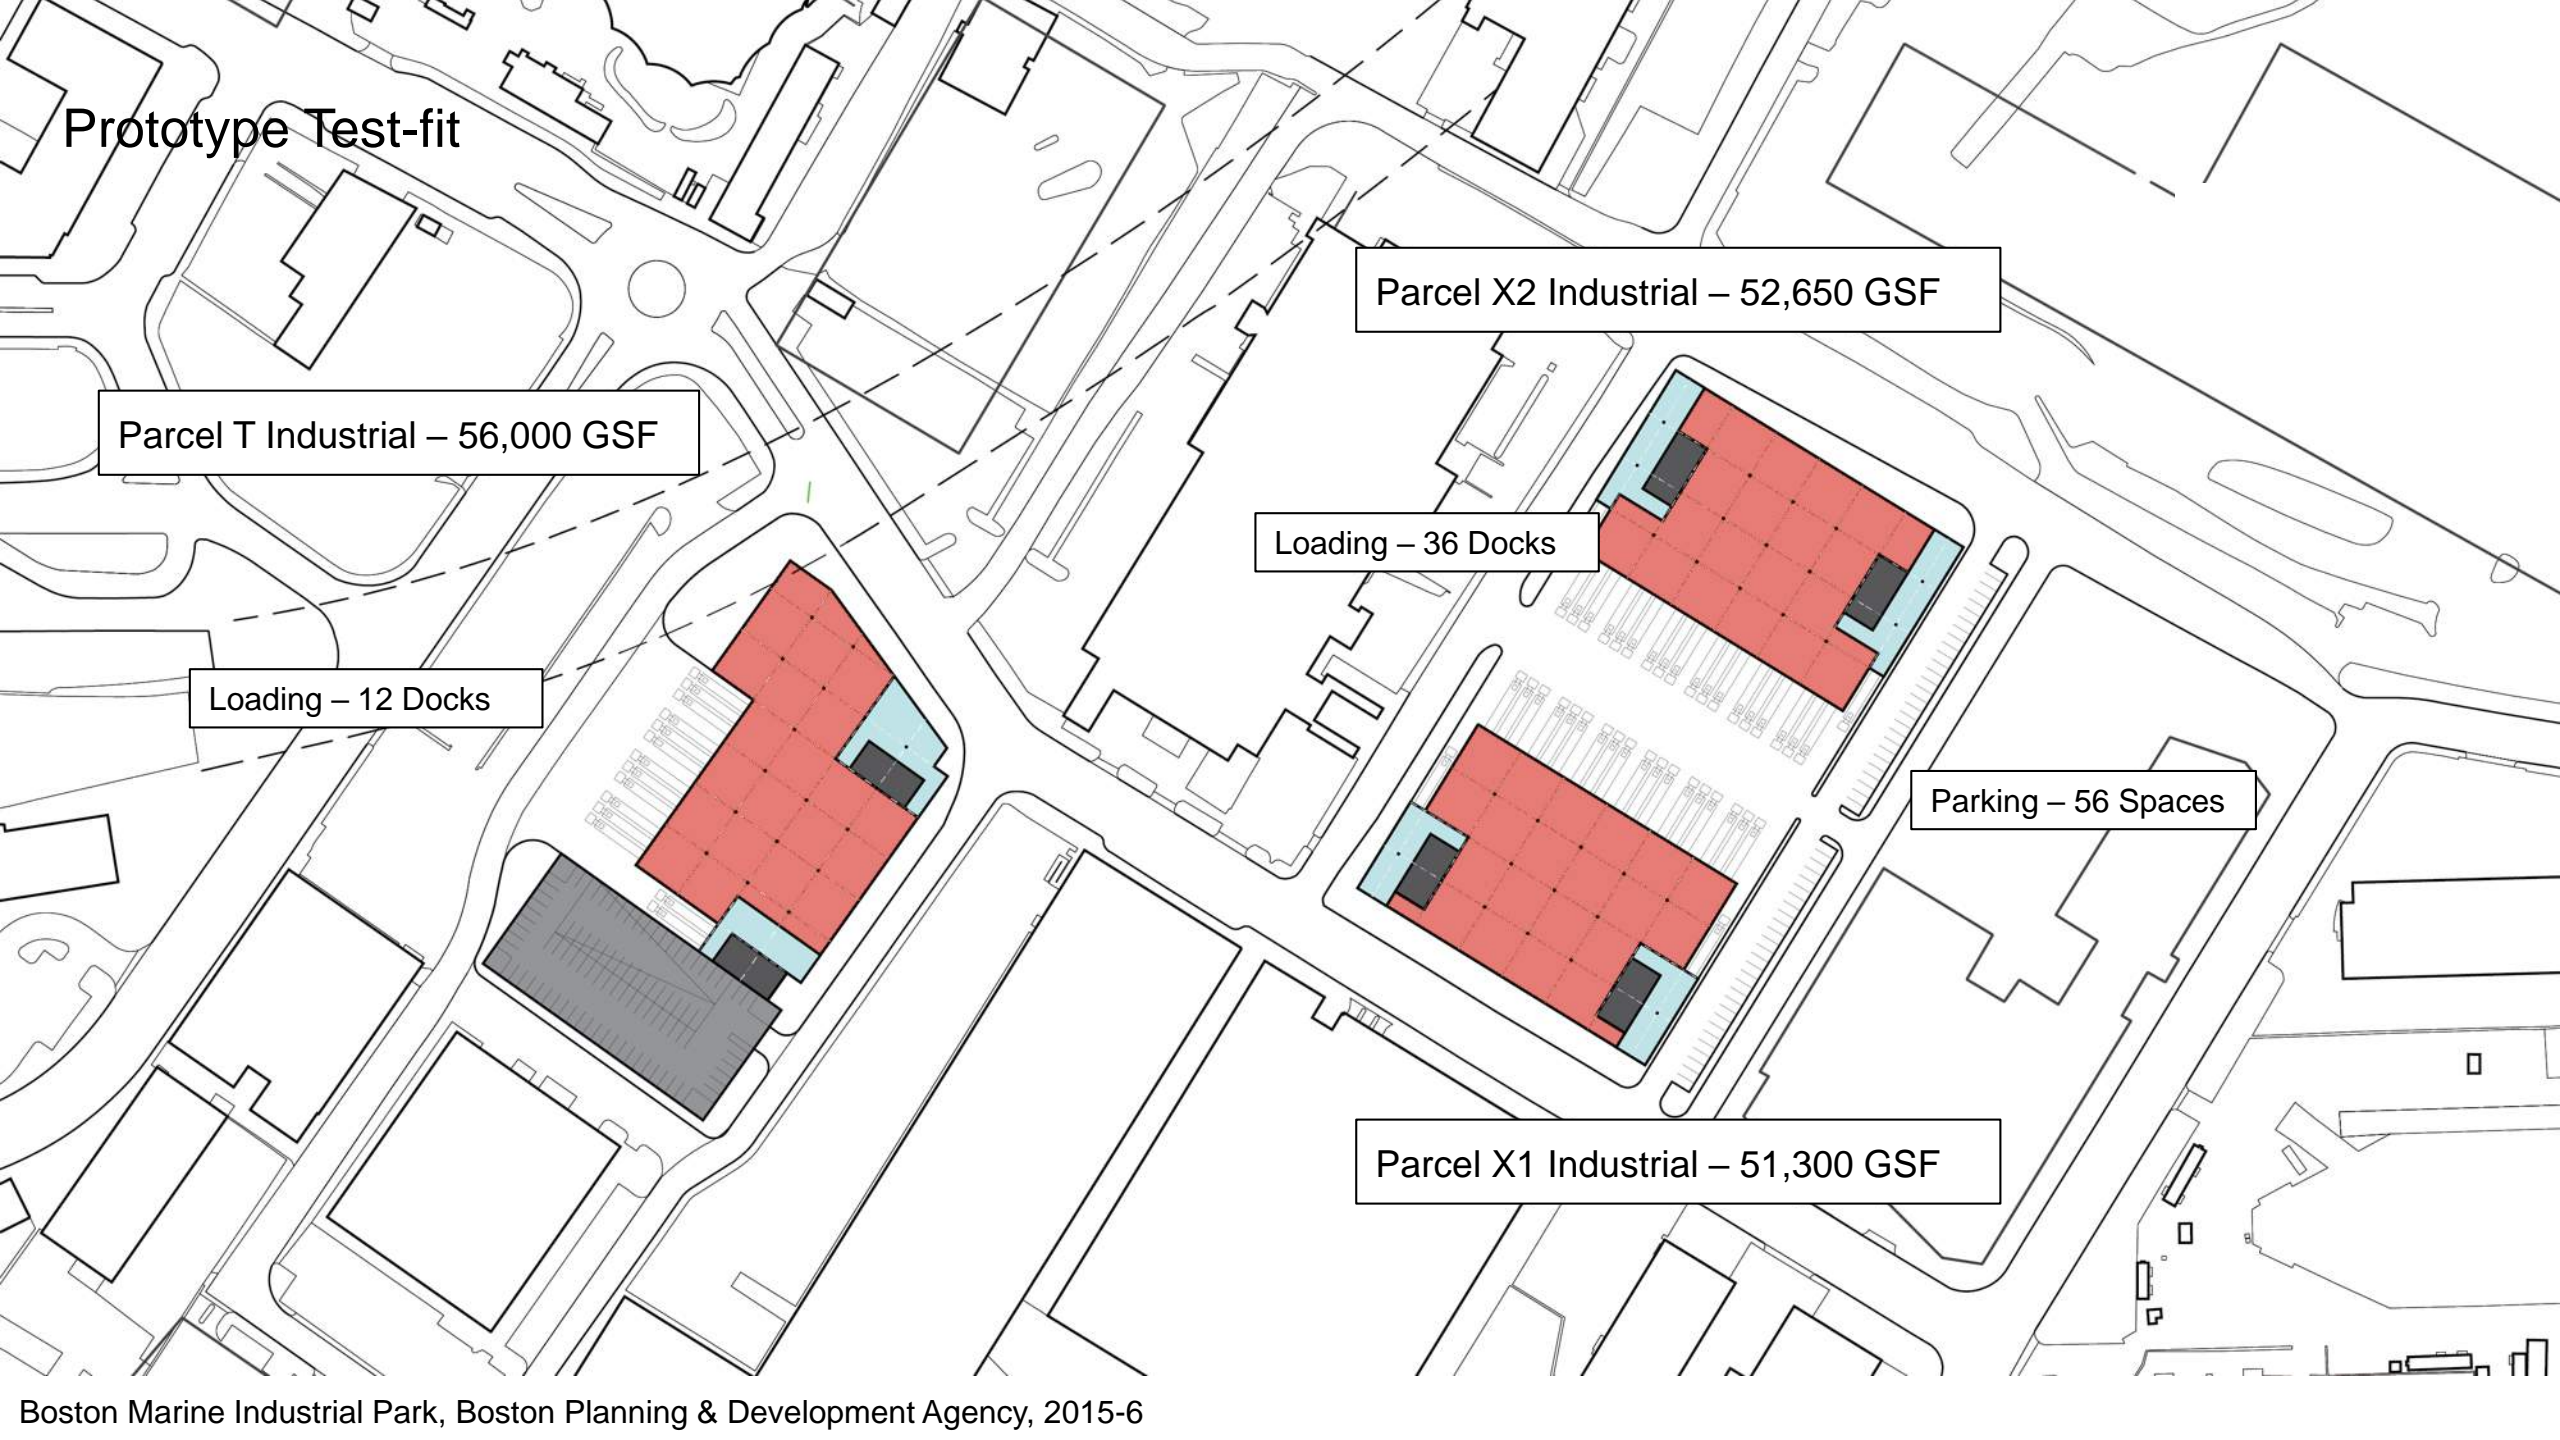 Prototype Test-fit
Parcel X2 Industrial – 52,650 GSF
Parcel T Industrial – 56,000 GSF
Loading – 36 Docks
Loading – 12 Docks
Parking – 56 Spaces
Parcel X1 Industrial – 51,300 GSF
Boston Marine Industrial Park, Boston Planning & Development Agency, 2015-6